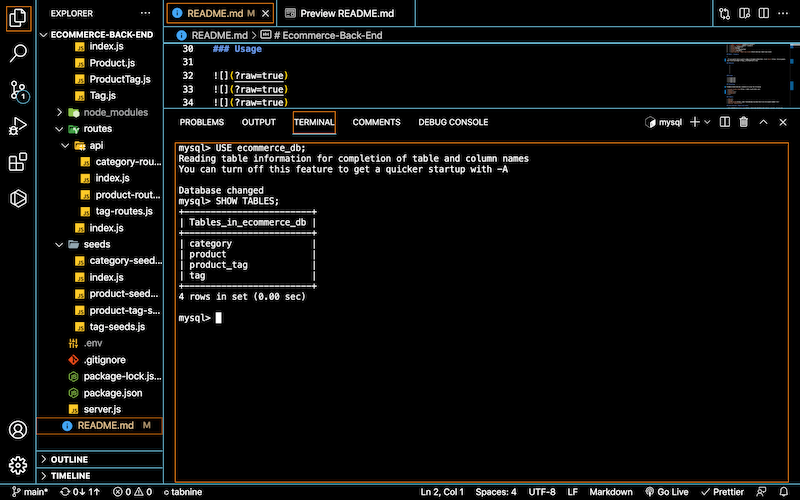 EXPLORER
ECOMMERCE-BACK-END
index.js
Product.js
ProductTag.js
Tag.js
node_modules
routes
api
category-rou...
index.js
product-rout...
tag-routes.js
index.js
seeds
category-seed...
index.js
product-seed...
product-tag-s...
tag-seeds.js
.env
.gitignore
package-lock.js...
package.json
server.js
README.md M
OUTLINE
TIMELINE
1
README.md M
Preview README.md
README.md > # Ecommerce-Back-End
30 ### Usage
31
32 ![](?raw=true)
33 ![](?raw=true)
34 ![](?raw=true)
PROBLEMS OUTPUT TERMINAL COMMENTS DEBUG CONSOLE
mysql
mysql> USE ecommerce_db;
Reading table information for completion of table and column names
You can turn off this feature to get a quicker startup with -A
Database changed
mysql> SHOW TABLES;
+------------------------+
| Tables_in_ecommerce_db |
+------------------------+
| category |
| product |
| product_tag |
| tag |
+------------------------+
4 rows in set (0.00 sec)
mysql>
main* 0↓ 1↑ 0 0 tabnine Ln 2, Col 1 Spaces: 4 UTF-8 LF Markdown Go Live Prettier